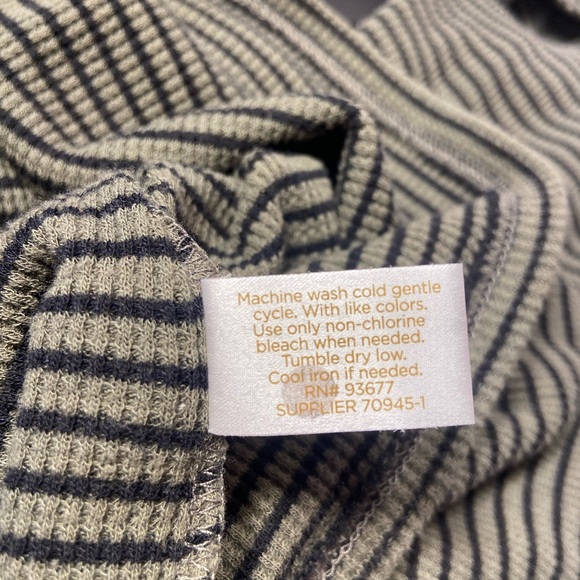 Machine wash cold gentle
cycle. With like colors.
Use only non-chlorine
bleach when needed.
Tumble dry low.
Cool iron if needed.
RN# 93677
SUPPLIER 70945-1